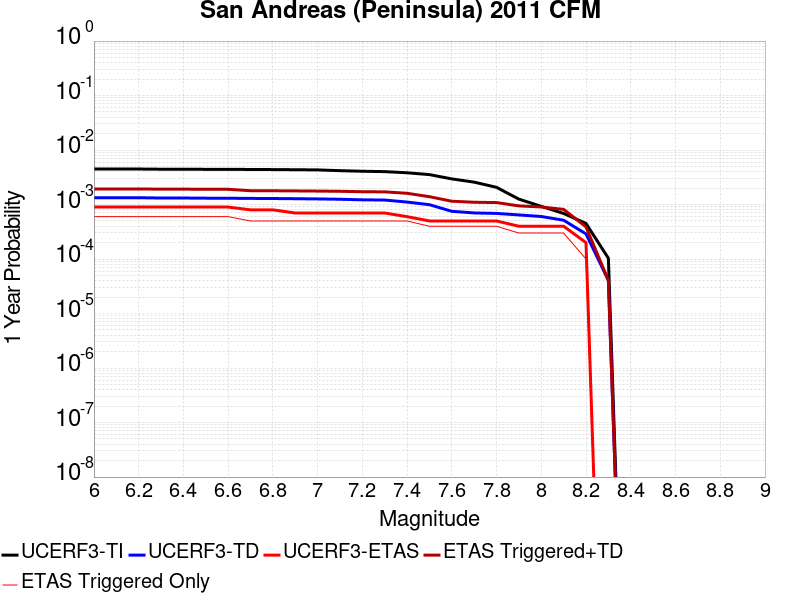 San Andreas (Peninsula) 2011 CFM
1 Year Probability
10^0
10^-1
10^-2
10^-3
10^-4
10^-5
10^-6
10^-7
10^-8
6 6.2 6.4 6.6 6.8 7 7.2 7.4 7.6 7.8 8 8.2 8.4 8.6 8.8 9
Magnitude
UCERF3-TI UCERF3-TD UCERF3-ETAS ETAS Triggered+TD
ETAS Triggered Only